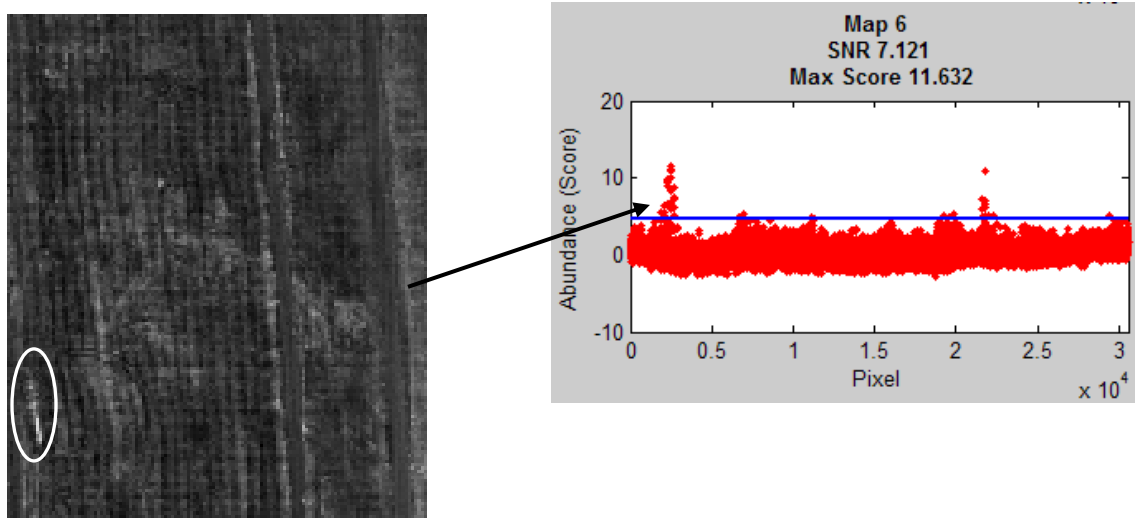 Map 6
SNR 7.121
Max Score 11.632
20
10
0
-10
Abundance (Score)
0 0.5 1 1.5 2 2.5 3
Pixel
x 10⁴